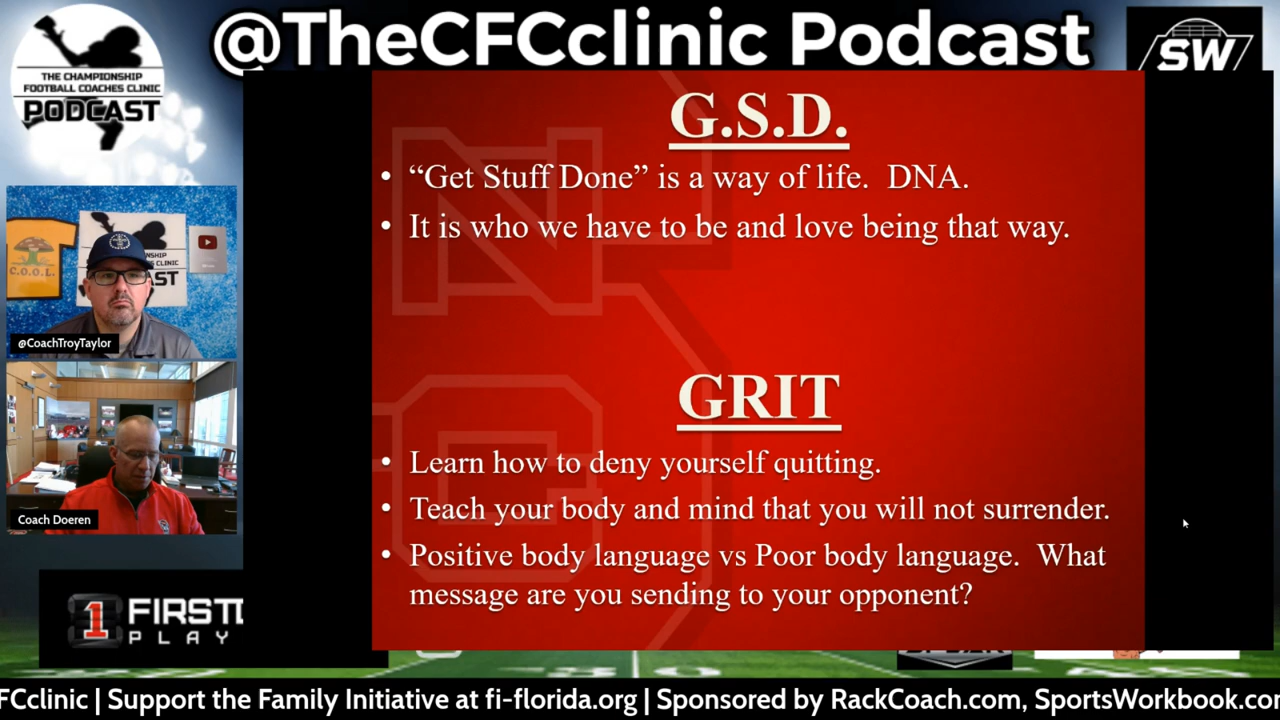 @TheCFCclinic Podcast
THE CHAMPIONSHIP
FOOTBALL COACHES CLINIC
PODCAST
SW
G.S.D.
• “Get Stuff Done” is a way of life.  DNA.
• It is who we have to be and love being that way.
GRIT
• Learn how to deny yourself quitting.
• Teach your body and mind that you will not surrender.
• Positive body language vs Poor body language.  What
message are you sending to your opponent?
C.O.O.L.
@CoachTroyTaylor
Coach Doeren
1 FIRST
PLAY
FCclinic | Support the Family Initiative at fi-florida.org | Sponsored by RackCoach.com, SportsWorkbook.co